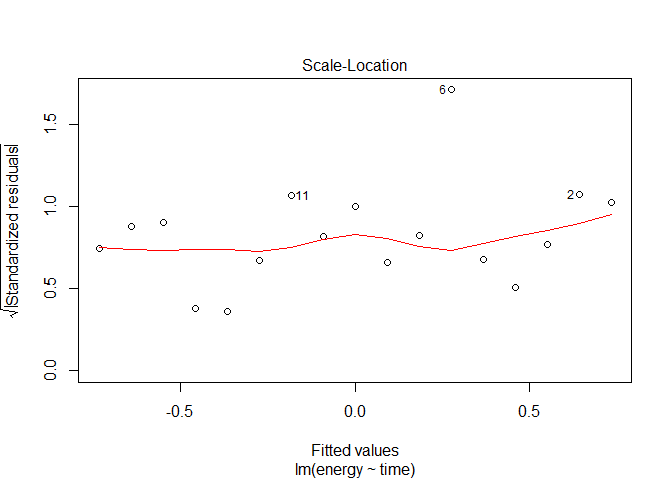 Scale-Location
√|Standardized residuals|
1.5
1.0
0.5
0.0
6
11
2
-0.5 0.0 0.5
Fitted values
lm(energy ~ time)